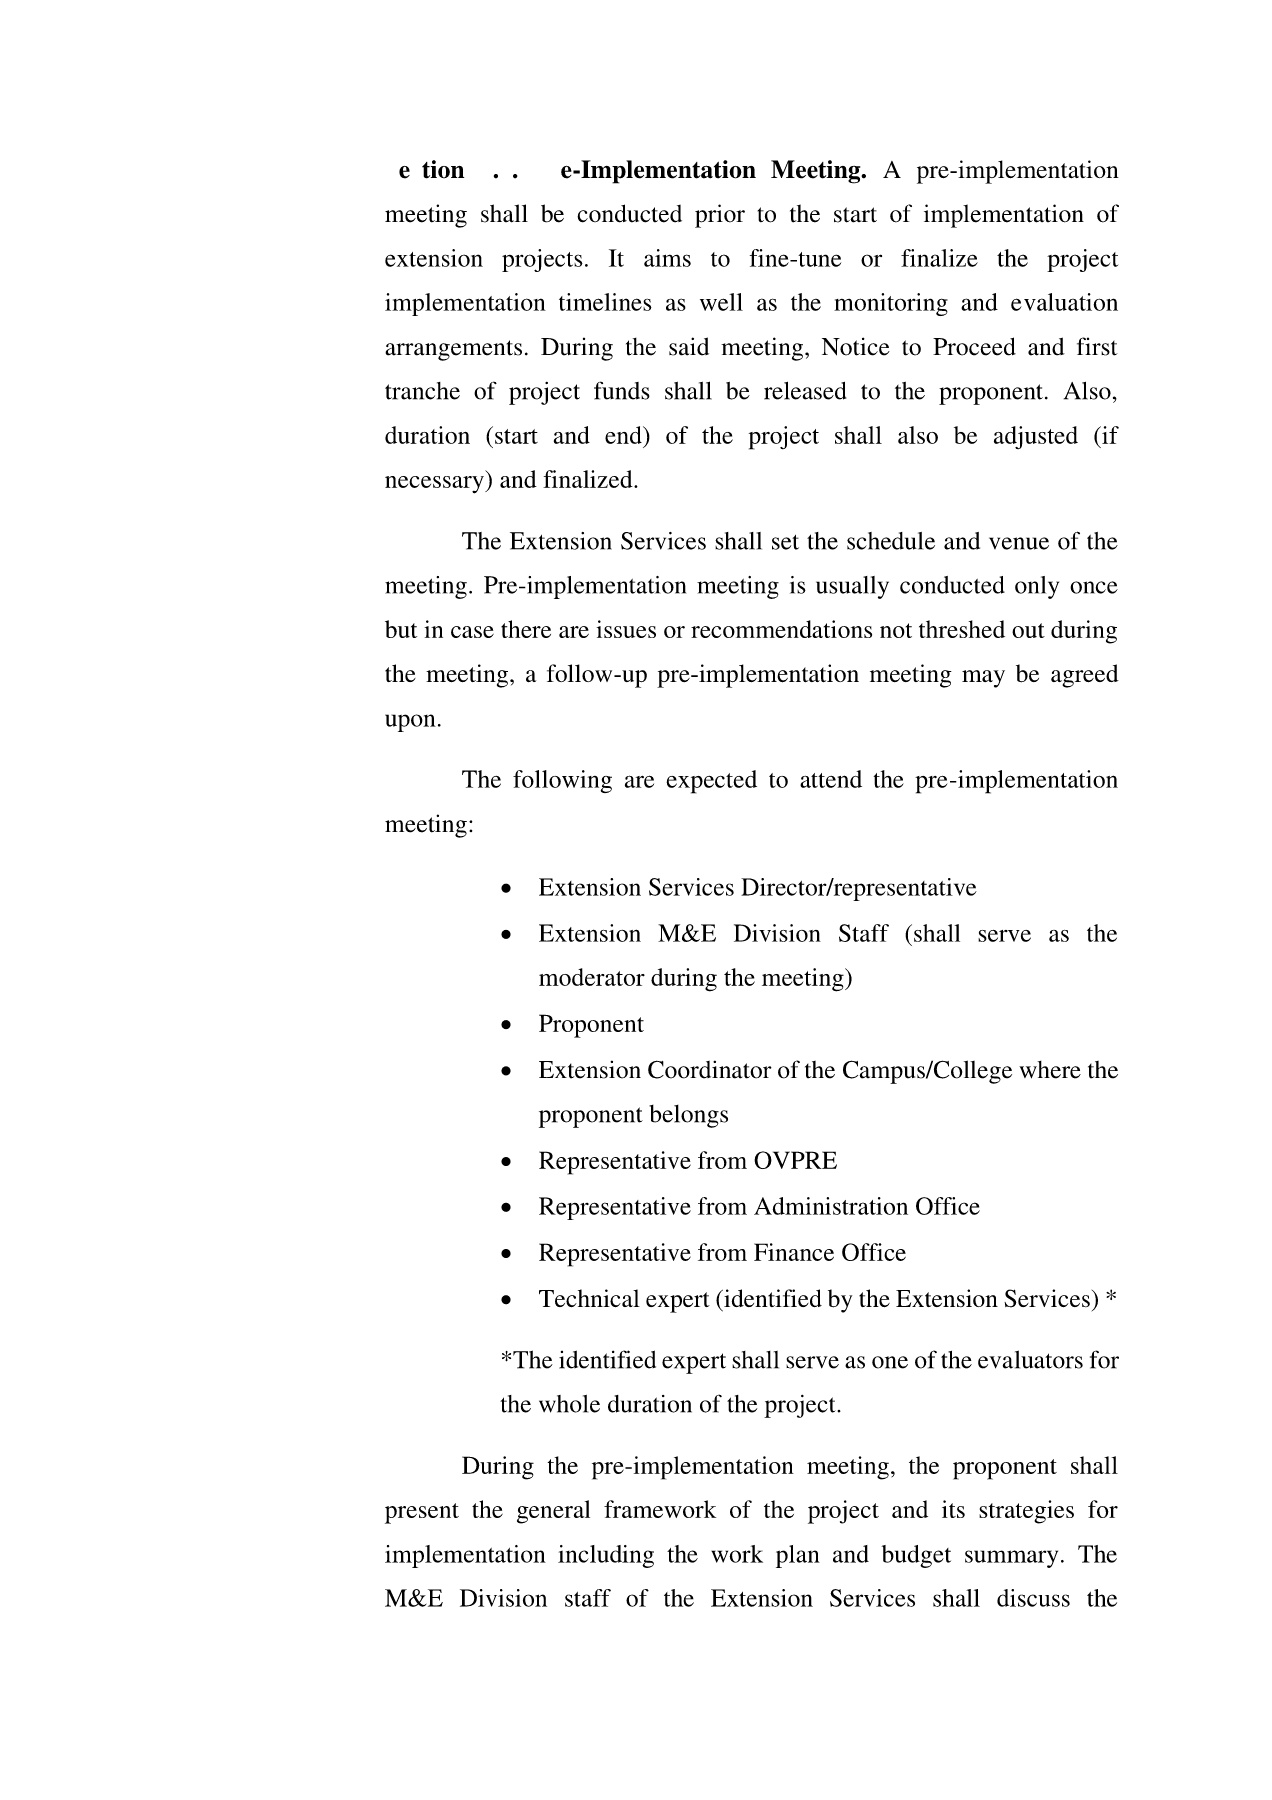 e tion . . e-Implementation Meeting. A pre-implementation
meeting shall be conducted prior to the start of implementation of
extension projects. It aims to fine-tune or finalize the project
implementation timelines as well as the monitoring and evaluation
arrangements. During the said meeting, Notice to Proceed and first
tranche of project funds shall be released to the proponent. Also,
duration (start and end) of the project shall also be adjusted (if
necessary) and finalized.
The Extension Services shall set the schedule and venue of the
meeting. Pre-implementation meeting is usually conducted only once
but in case there are issues or recommendations not threshed out during
the meeting, a follow-up pre-implementation meeting may be agreed
upon.
The following are expected to attend the pre-implementation
meeting:
• Extension Services Director/representative
• Extension M&E Division Staff (shall serve as the
moderator during the meeting)
• Proponent
• Extension Coordinator of the Campus/College where the
proponent belongs
• Representative from OVPRE
• Representative from Administration Office
• Representative from Finance Office
• Technical expert (identified by the Extension Services) *
*The identified expert shall serve as one of the evaluators for
the whole duration of the project.
During the pre-implementation meeting, the proponent shall
present the general framework of the project and its strategies for
implementation including the work plan and budget summary. The
M&E Division staff of the Extension Services shall discuss the